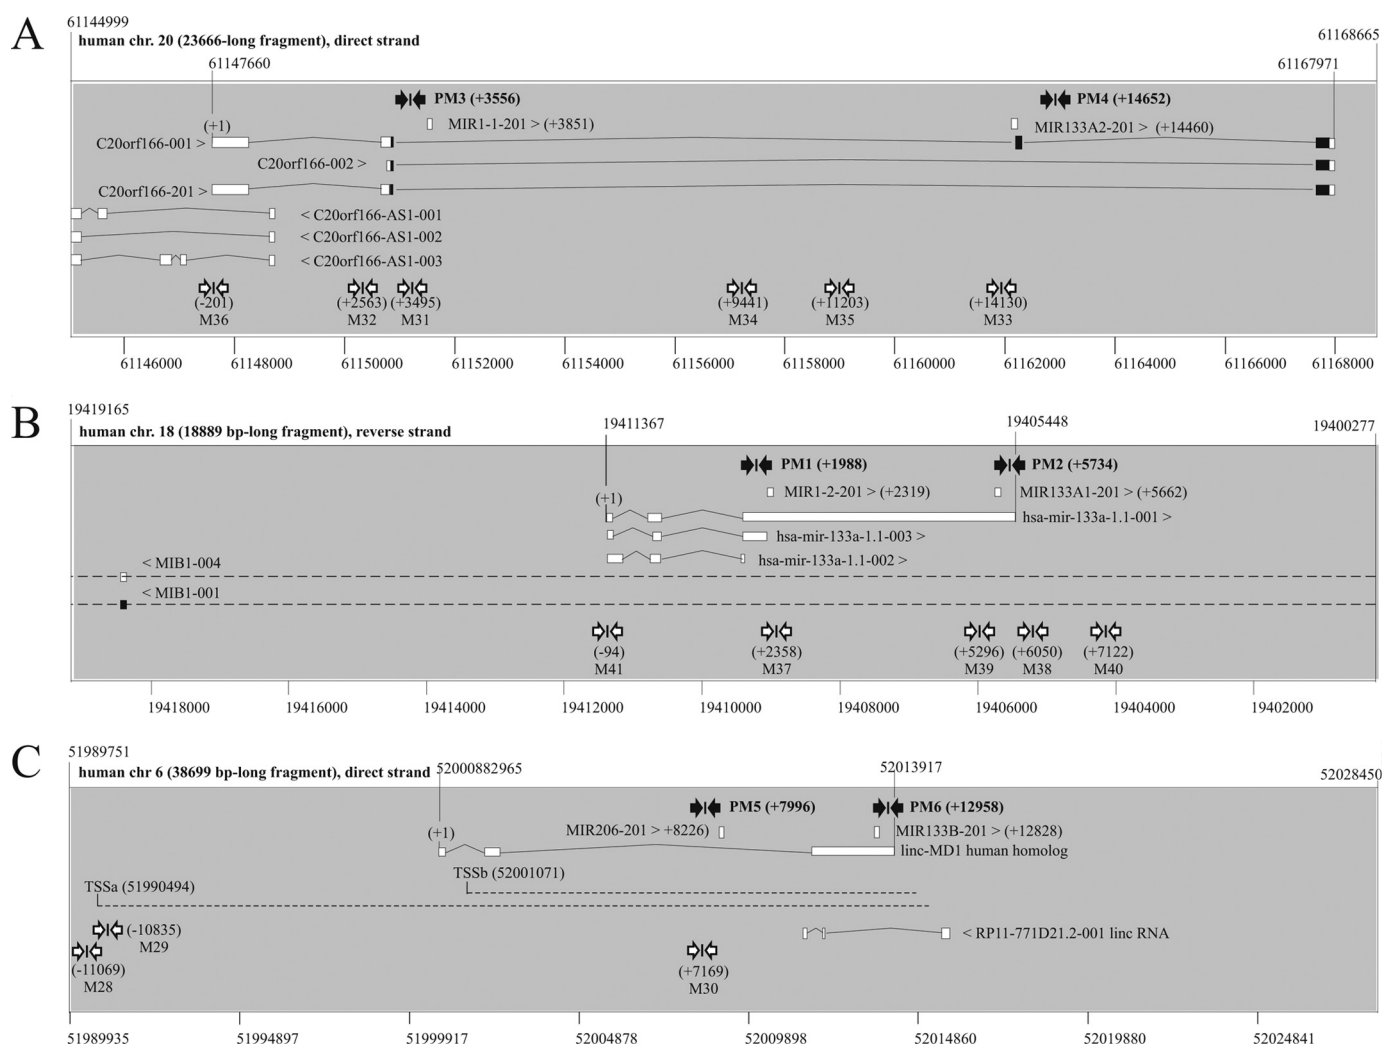 A
61144999
human chr. 20 (23666-long fragment), direct strand
61168665
61147660
61167971
PM3 (+3556)
PM4 (+14652)
(+1)
MIR1-1-201 > (+3851)
MIR133A2-201 > (+14460)
C20orf166-001 >
C20orf166-002 >
C20orf166-201 >
< C20orf166-AS1-001
< C20orf166-AS1-002
< C20orf166-AS1-003
(-201) (+2563) (+3495) (+9441) (+11203) (+14130)
M36 M32 M31 M34 M35 M33
61146000 61148000 61150000 61152000 61154000 61156000 61158000 61160000 61162000 61164000 61166000 61168000
B
19419165
human chr. 18 (18889 bp-long fragment), reverse strand
19411367
19405448
19400277
PM1 (+1988)
PM2 (+5734)
(+1)
MIR1-2-201 > (+2319)
MIR133A1-201 > (+5662)
hsa-mir-133a-1.1-001 >
hsa-mir-133a-1.1-003 >
hsa-mir-133a-1.1-002 >
< MIB1-004
< MIB1-001
(-94) (+2358) (+5296) (+6050) (+7122)
M41 M37 M39 M38 M40
19418000 19416000 19414000 19412000 19410000 19408000 19406000 19404000 19402000
C
51989751
human chr 6 (38699 bp-long fragment), direct strand
52000882965
52013917
52028450
PM5 (+7996)
PM6 (+12958)
(+1)
MIR206-201 > +8226)
MIR133B-201 > (+12828)
linc-MD1 human homolog
TSSb (52001071)
TSSa (51990494)
(-10835)
M29
< RP11-771D21.2-001 linc RNA
(-11069)
M28
(+7169)
M30
51989935 51994897 51999917 52004878 52009898 52014860 52019880 52024841